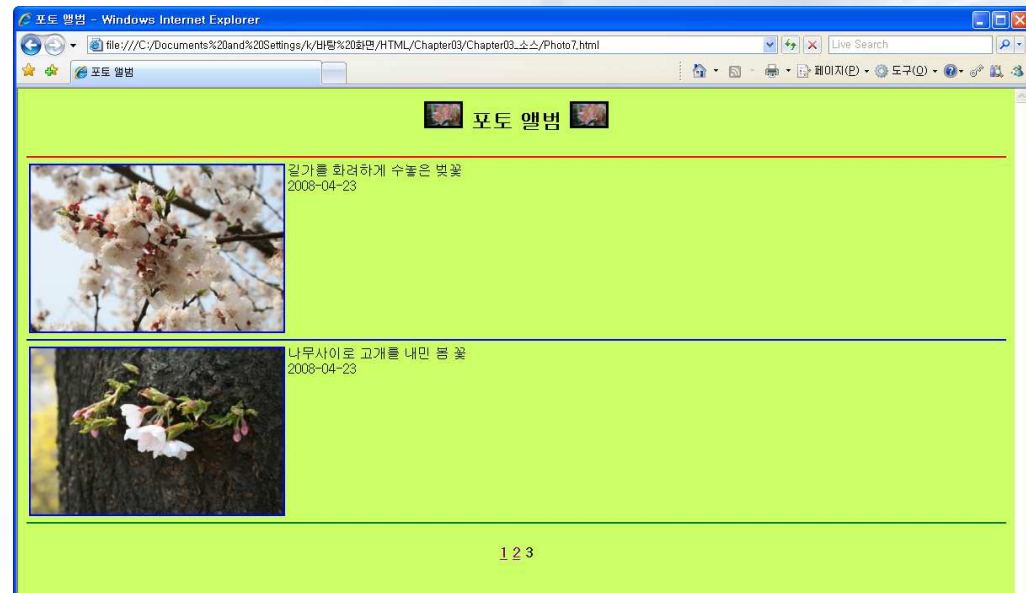 포토 앨범 - Windows Internet Explorer
file:///C:/Documents%20and%20Settings/k/바탕%20화면/HTML/Chapter03/Chapter03_소스/Photo7.html
Live Search
포토 앨범
페이지(P)
도구(O)
포토 앨범
길가를 화려하게 수놓은 벚꽃
2008-04-23
나무사이로 고개를 내민 봄 꽃
2008-04-23
1 2 3